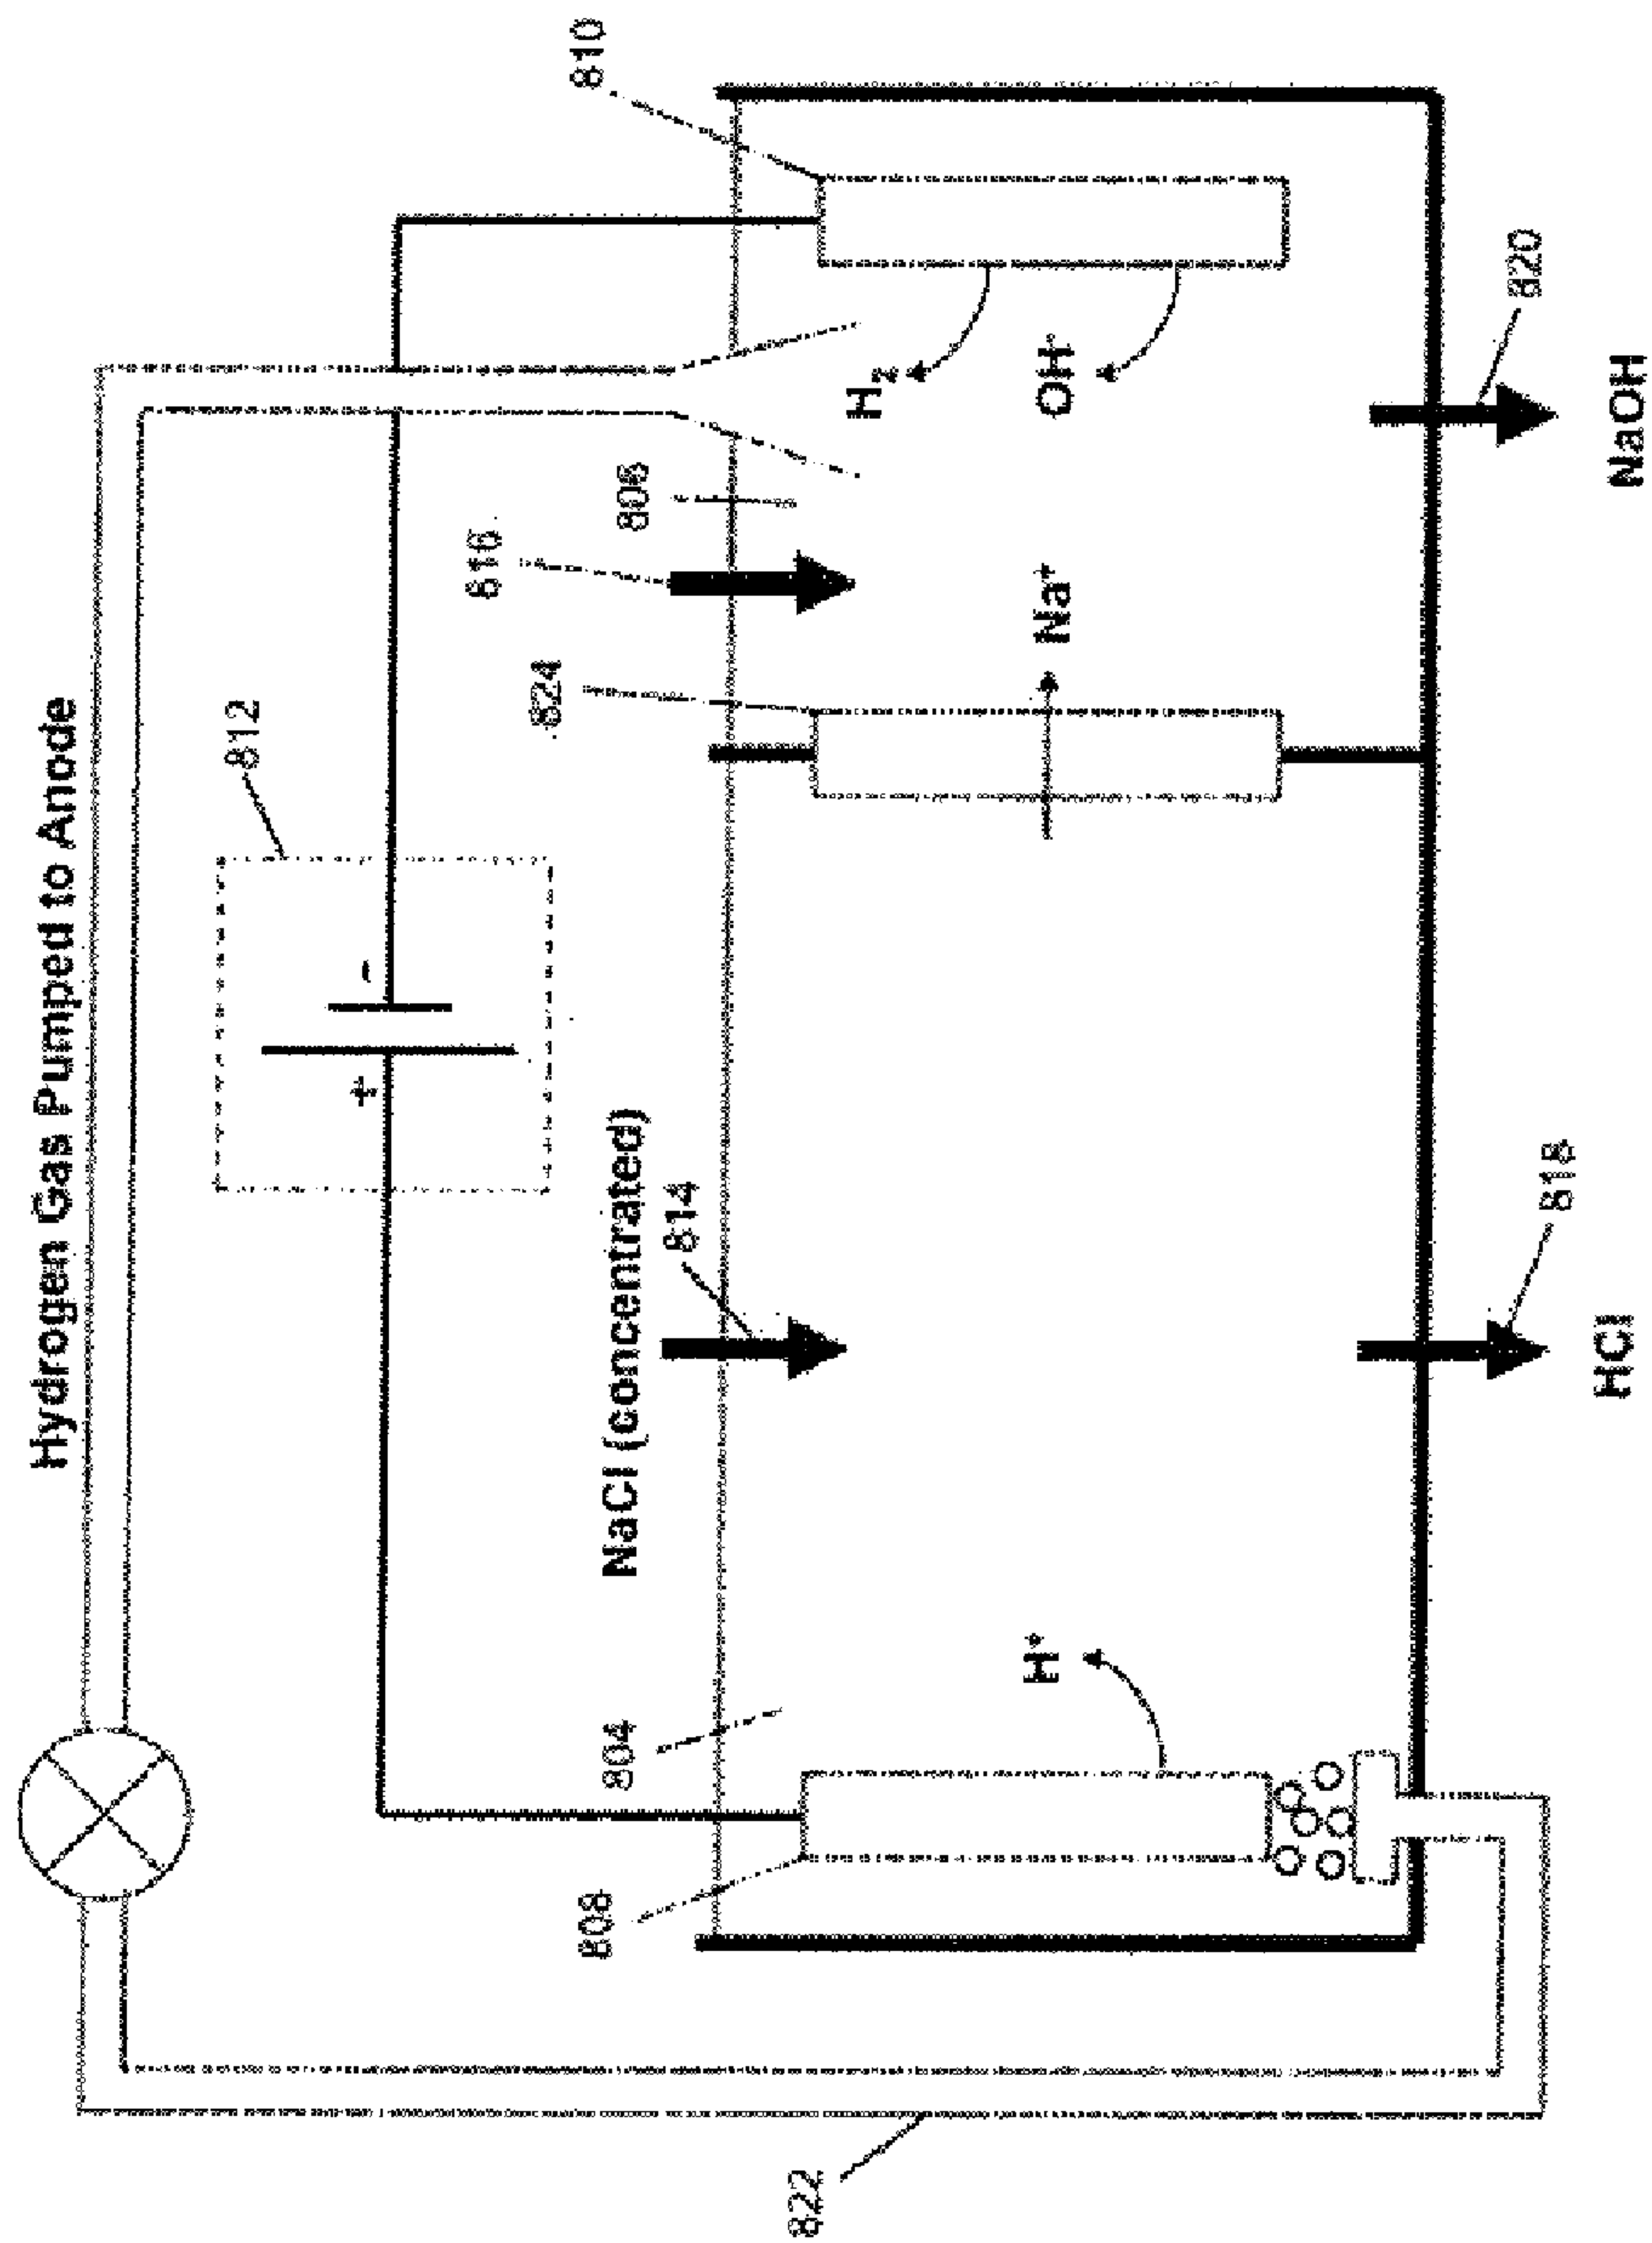 Hydrogen Gas Pumped to Anode
812
+
-
810
NaCl (concentrated)
814
824
816
806
808
804
H⁺
Na⁺
H₂
OH⁻
822
818
820
HCl
NaOH